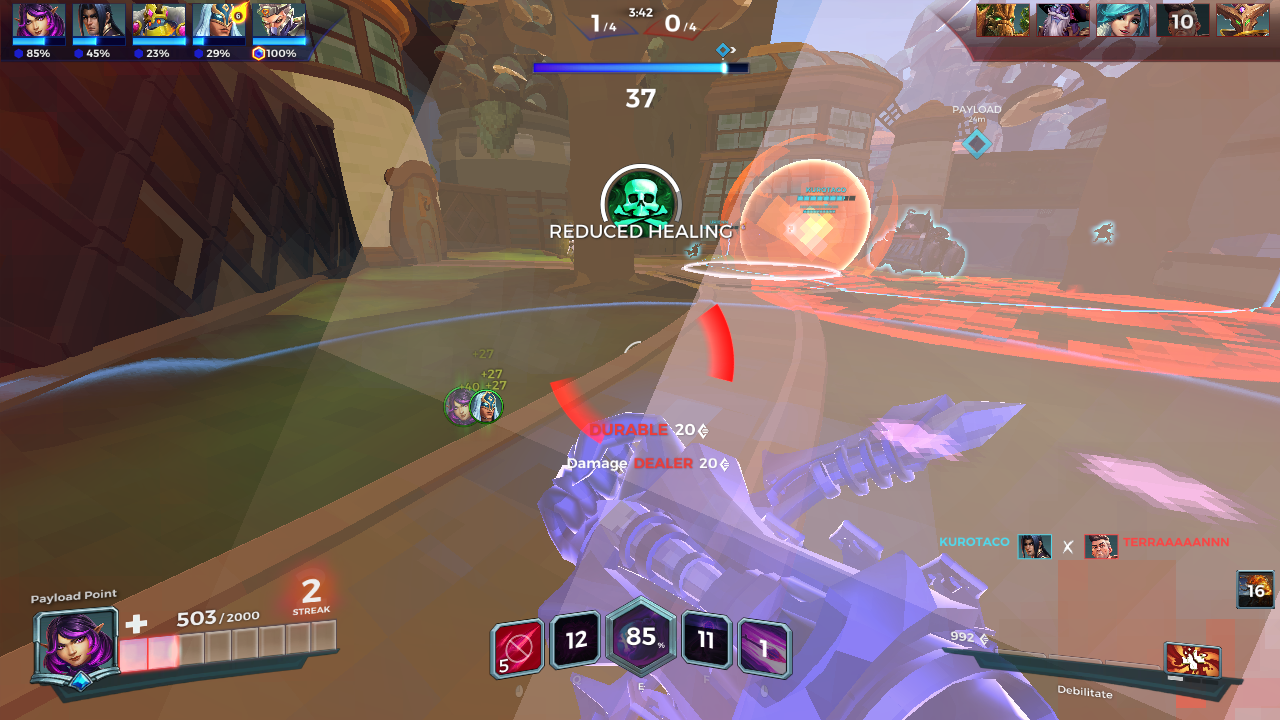 85%
45%
23%
29%
6
100%
1/4
3:42
0/4
10
37
PAYLOAD
24m
KUROTACO
REDUCED HEALING
+27
+27
+40
+27
DURABLE 20
Damage DEALER 20
KUROTACO X TERRAAAAANNN
16
Payload Point
503/2000
2
STREAK
5
12
85%
11
1
E
F
992
Debilitate